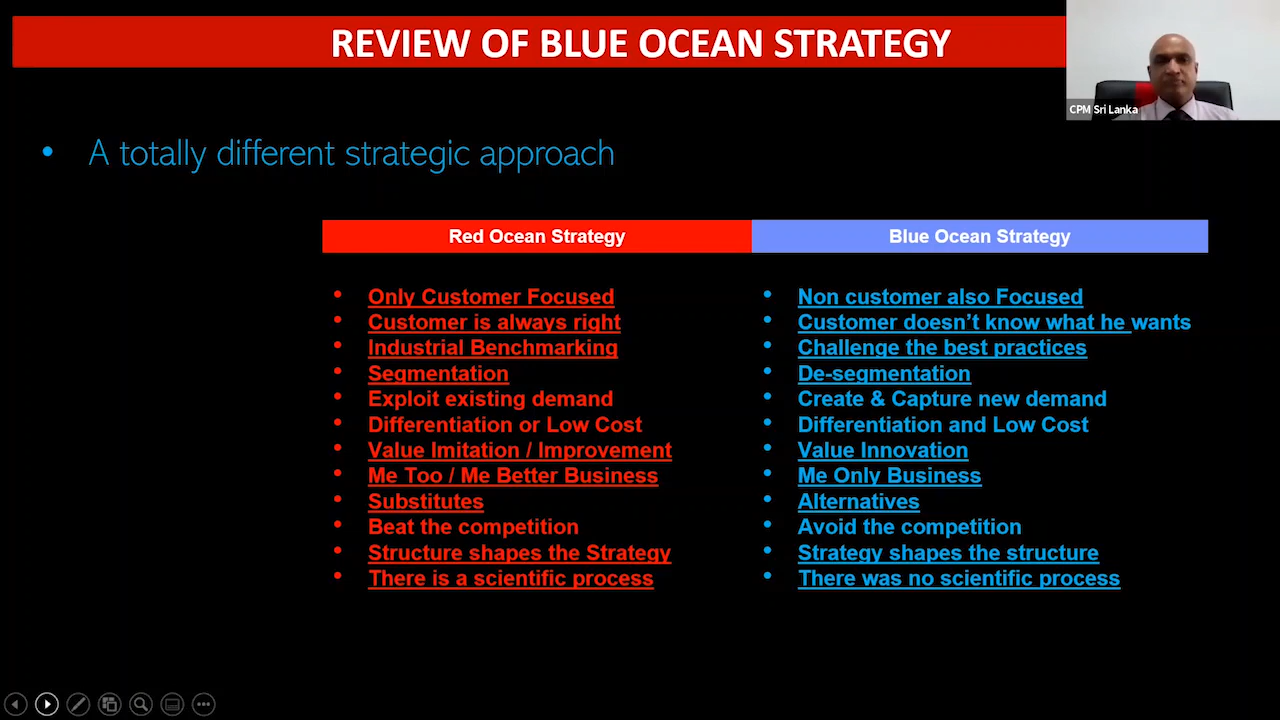 REVIEW OF BLUE OCEAN STRATEGY
CPM Sri Lanka
• A totally different strategic approach
Red Ocean Strategy
Blue Ocean Strategy
• Only Customer Focused
• Customer is always right
• Industrial Benchmarking
• Segmentation
• Exploit existing demand
• Differentiation or Low Cost
• Value Imitation / Improvement
• Me Too / Me Better Business
• Substitutes
• Beat the competition
• Structure shapes the Strategy
• There is a scientific process
• Non customer also Focused
• Customer doesn’t know what he wants
• Challenge the best practices
• De-segmentation
• Create & Capture new demand
• Differentiation and Low Cost
• Value Innovation
• Me Only Business
• Alternatives
• Avoid the competition
• Strategy shapes the structure
• There was no scientific process